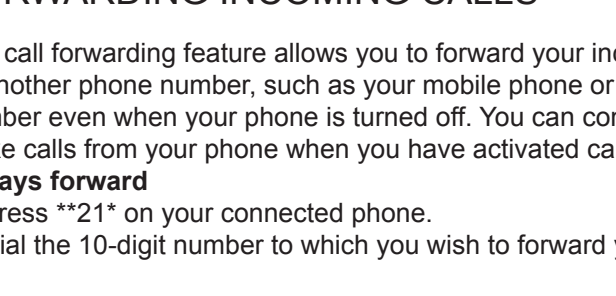 RWARDING INCOMING CALLS
call forwarding feature allows you to forward your
nother phone number, such as your mobile phone or
ber even when your phone is turned off. You can
calls from your phone when you have activated
ays forward
ress **21* on your connected phone.
ial the 10-digit number to which you wish to forward